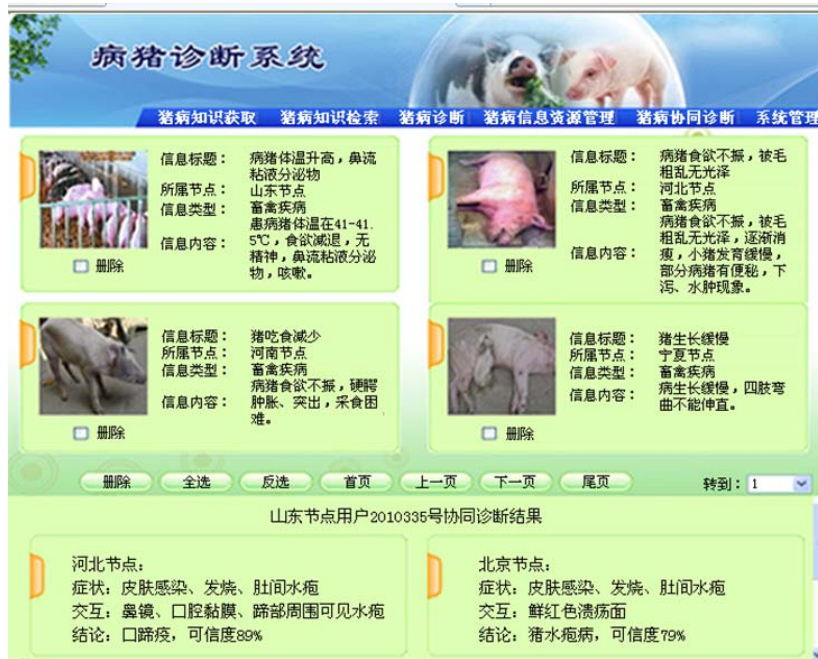 病猪诊断系统
猪病知识获取 猪病知识检索 猪病诊断 猪病信息资源管理 猪病协同诊断 系统管理
信息标题： 病猪体温升高，鼻流
粘液分泌物
所属节点： 山东节点
信息类型： 畜禽疾病
信息内容： 患病猪体温在41-41.
5℃，食欲减退，无
精神，鼻流粘液分泌
物，咳嗽。
删除
信息标题： 病猪食欲不振，被毛
粗乱无光泽
所属节点： 河北节点
信息类型： 畜禽疾病
信息内容： 病猪食欲不振，被毛
粗乱无光泽，逐渐消
瘦，小猪发育缓慢，
部分病猪有便秘，下
泻、水肿现象。
删除
信息标题： 猪吃食减少
所属节点： 河南节点
信息类型： 畜禽疾病
信息内容： 病猪食欲不振，硬腭
肿胀、突出，采食困
难。
删除
信息标题： 猪生长缓慢
所属节点： 宁夏节点
信息类型： 畜禽疾病
信息内容： 病生长缓慢，四肢弯
曲不能伸直。
删除
删除 全选 反选 首页 上一页 下一页 尾页 转到： 1
山东节点用户2010335号协同诊断结果
河北节点：
症状：皮肤感染、发烧、肚间水疱
交互：鼻镜、口腔黏膜、蹄部周围可见水疱
结论：口蹄疫，可信度89%
北京节点：
症状：皮肤感染、发烧、肚间水疱
交互：鲜红色溃疡面
结论：猪水疱病，可信度79%